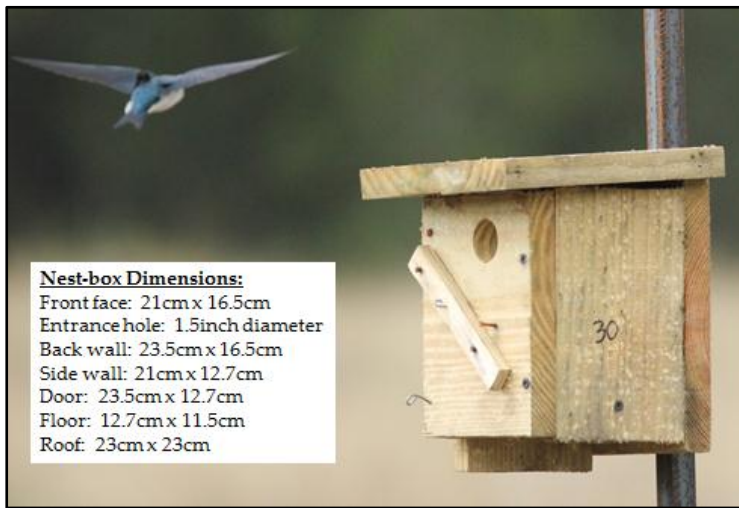 Nest-box Dimensions:
Front face: 21cm x 16.5cm
Entrance hole: 1.5inch diameter
Back wall: 23.5cm x 16.5cm
Side wall: 21cm x 12.7cm
Door: 23.5cm x 12.7cm
Floor: 12.7cm x 11.5cm
Roof: 23cm x 23cm
30